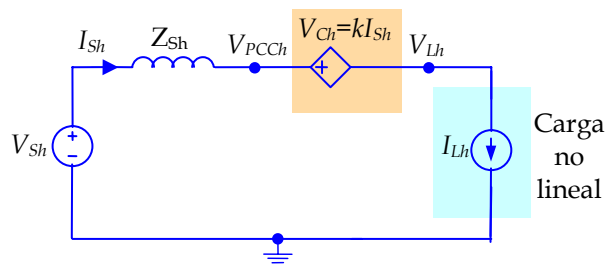 I_Sh
Z_Sh
V_PCCh
V_Ch=kI_Sh
V_Lh
+
+
−
V_Sh
I_Lh
Carga
no
lineal